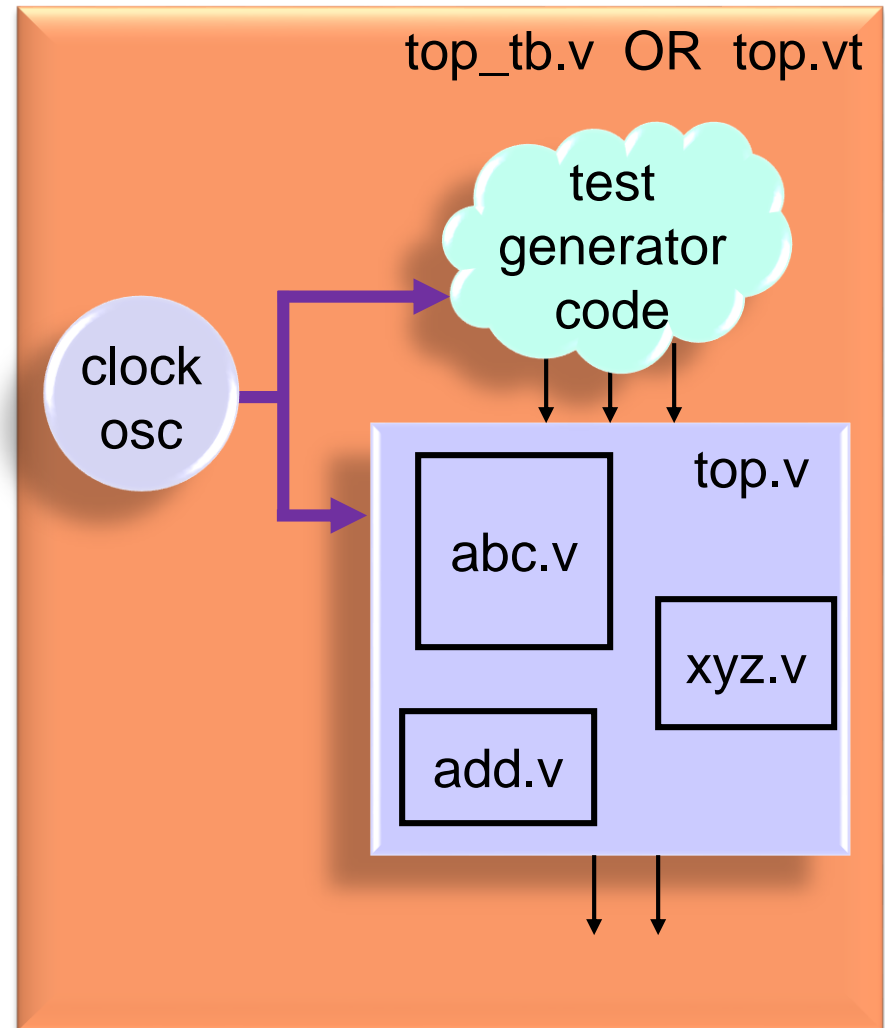 top_tb.v OR top.vt
test
generator
code
clock
osc
top.v
abc.v
xyz.v
add.v